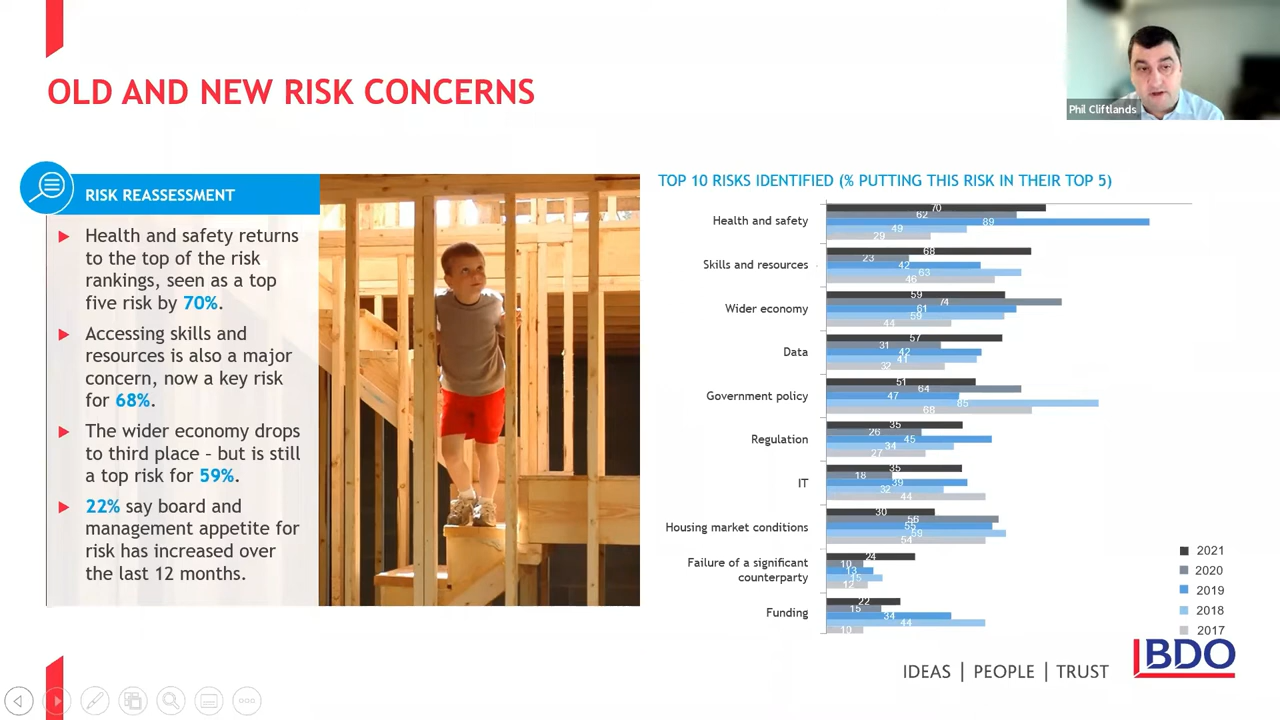 Phil Cliftlands
OLD AND NEW RISK CONCERNS
RISK REASSESSMENT
Health and safety returns
to the top of the risk
rankings, seen as a top
five risk by 70%.
Accessing skills and
resources is also a major
concern, now a key risk
for 68%.
The wider economy drops
to third place – but is still
a top risk for 59%.
22% say board and
management appetite for
risk has increased over
the last 12 months.
TOP 10 RISKS IDENTIFIED (% PUTTING THIS RISK IN THEIR TOP 5)
Health and safety
70
62
89
49
29
Skills and resources
68
23
42
63
46
Wider economy
59
74
61
59
44
Data
57
31
42
41
32
Government policy
51
64
47
85
68
Regulation
35
26
45
34
27
IT
35
18
39
32
44
Housing market conditions
30
56
55
59
54
Failure of a significant
counterparty
24
10
13
15
12
Funding
22
15
34
44
10
2021
2020
2019
2018
2017
IDEAS | PEOPLE | TRUST
BDO